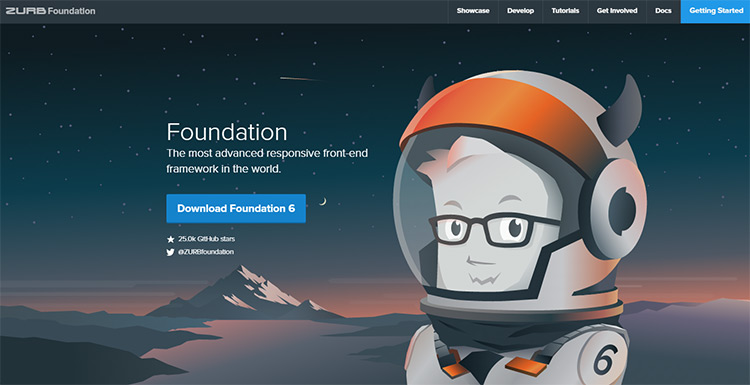 ZURB Foundation
Showcase
Develop
Tutorials
Get Involved
Docs
Getting Started
Foundation
The most advanced responsive front-end
framework in the world.
Download Foundation 6
25.0k GitHub stars
@ZURBfoundation
6